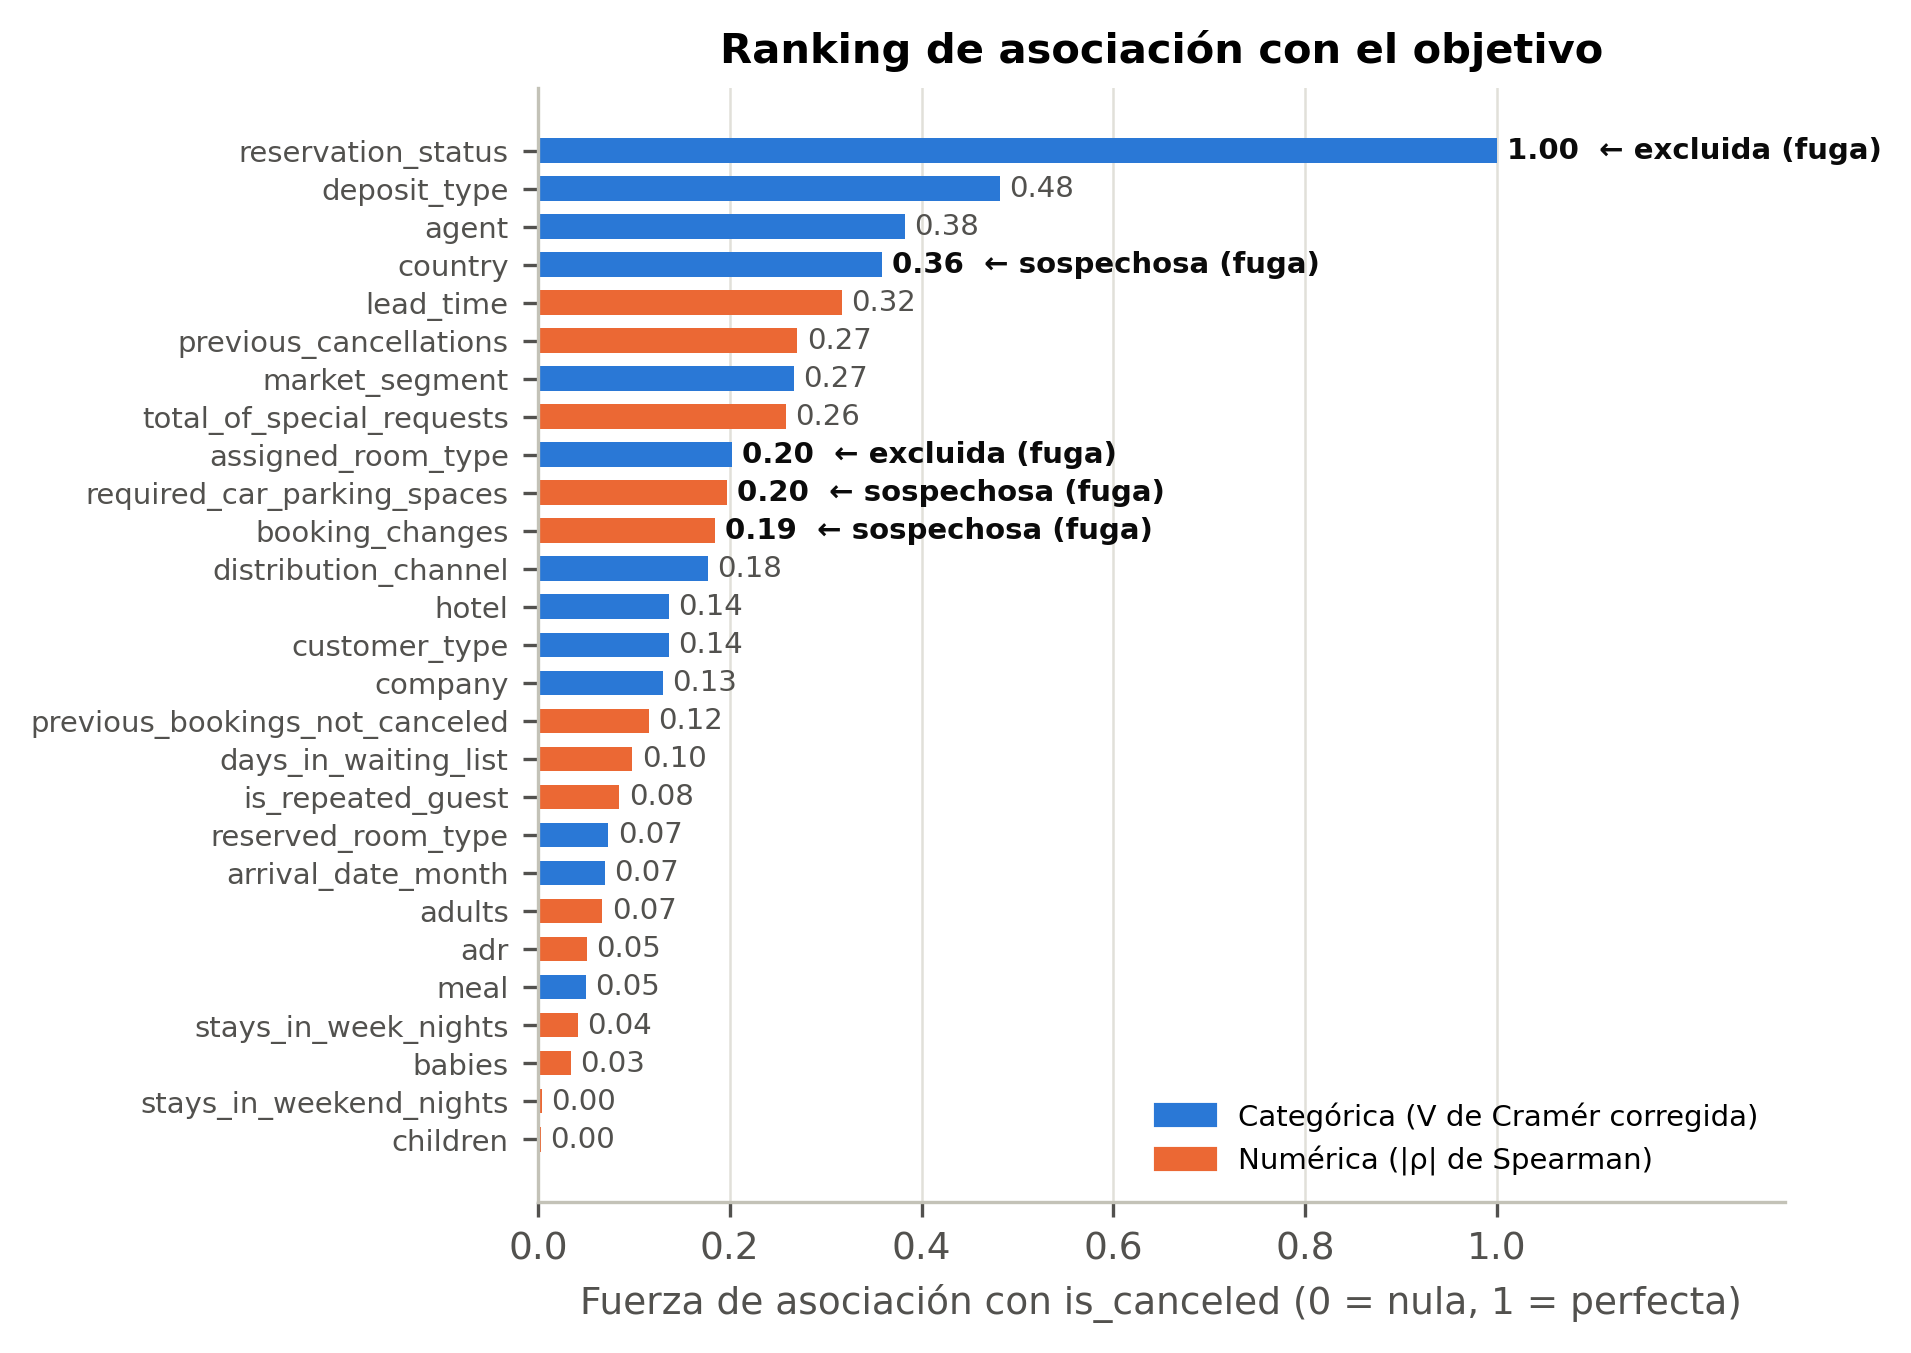 Ranking de asociación con el objetivo
reservation_status 1.00 ← excluida (fuga)
deposit_type 0.48
agent 0.38
country 0.36 ← sospechosa (fuga)
lead_time 0.32
previous_cancellations 0.27
market_segment 0.27
total_of_special_requests 0.26
assigned_room_type 0.20 ← excluida (fuga)
required_car_parking_spaces 0.20 ← sospechosa (fuga)
booking_changes 0.19 ← sospechosa (fuga)
distribution_channel 0.18
hotel 0.14
customer_type 0.14
company 0.13
previous_bookings_not_canceled 0.12
days_in_waiting_list 0.10
is_repeated_guest 0.08
reserved_room_type 0.07
arrival_date_month 0.07
adults 0.07
adr 0.05
meal 0.05
stays_in_week_nights 0.04
babies 0.03
stays_in_weekend_nights 0.00
children 0.00
Categórica (V de Cramér corregida)
Numérica (|ρ| de Spearman)
0.0 0.2 0.4 0.6 0.8 1.0
Fuerza de asociación con is_canceled (0 = nula, 1 = perfecta)